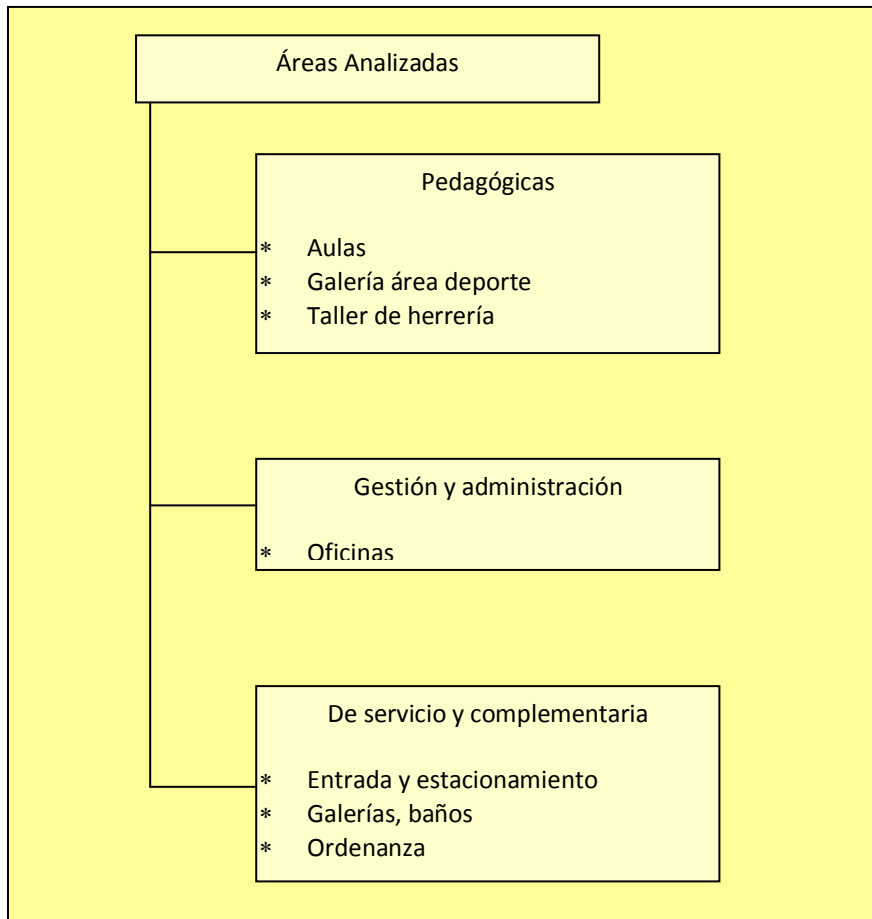 Áreas Analizadas
Pedagógicas
* Aulas
* Galería área deporte
* Taller de herrería
Gestión y administración
* Oficinas
De servicio y complementaria
* Entrada y estacionamiento
* Galerías, baños
* Ordenanza